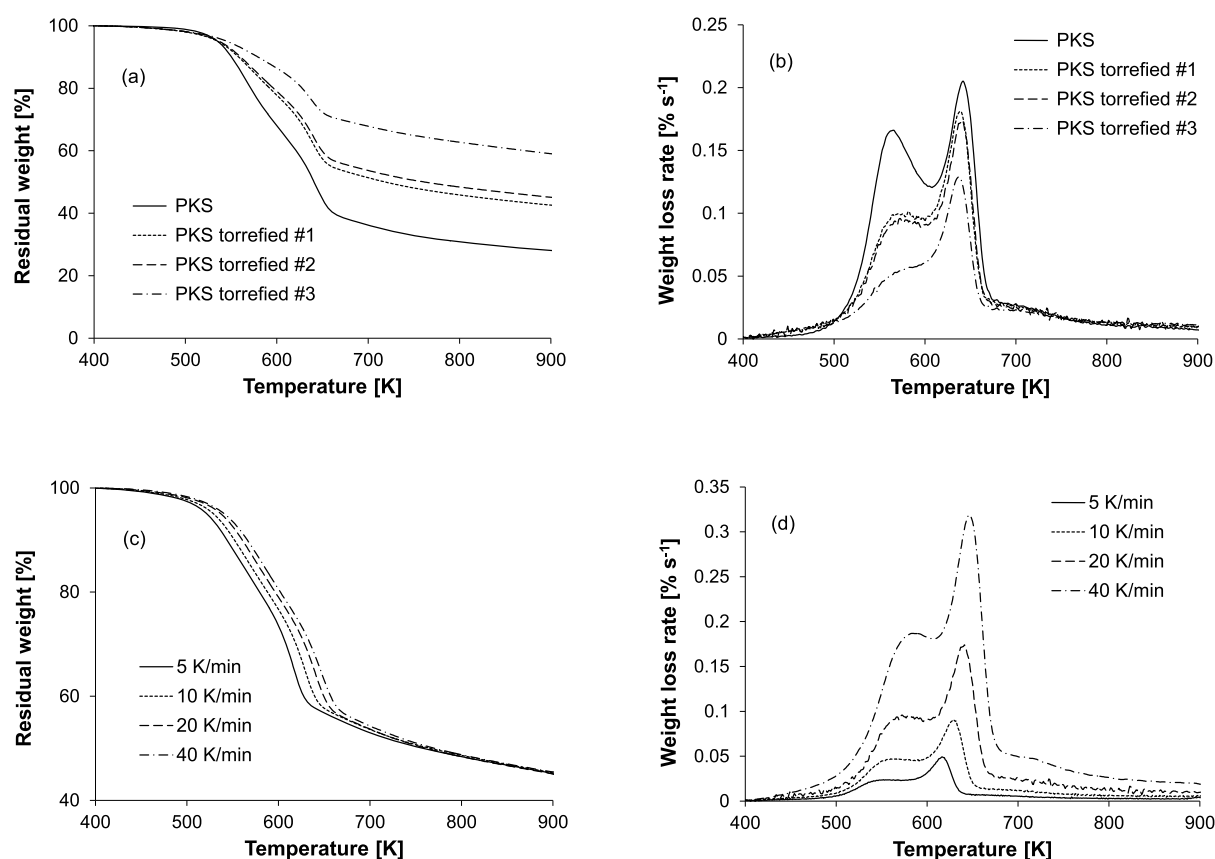 100
80
60
40
20
0
Residual weight [%]
(a)
PKS
PKS torrefied #1
PKS torrefied #2
PKS torrefied #3
400 500 600 700 800 900
Temperature [K]
0.25
0.2
0.15
0.1
0.05
0
Weight loss rate [% s⁻¹]
(b)
PKS
PKS torrefied #1
PKS torrefied #2
PKS torrefied #3
400 500 600 700 800 900
Temperature [K]
100
80
60
40
Residual weight [%]
(c)
5 K/min
10 K/min
20 K/min
40 K/min
400 500 600 700 800 900
Temperature [K]
0.35
0.3
0.25
0.2
0.15
0.1
0.05
0
Weight loss rate [% s⁻¹]
(d)
5 K/min
10 K/min
20 K/min
40 K/min
400 500 600 700 800 900
Temperature [K]